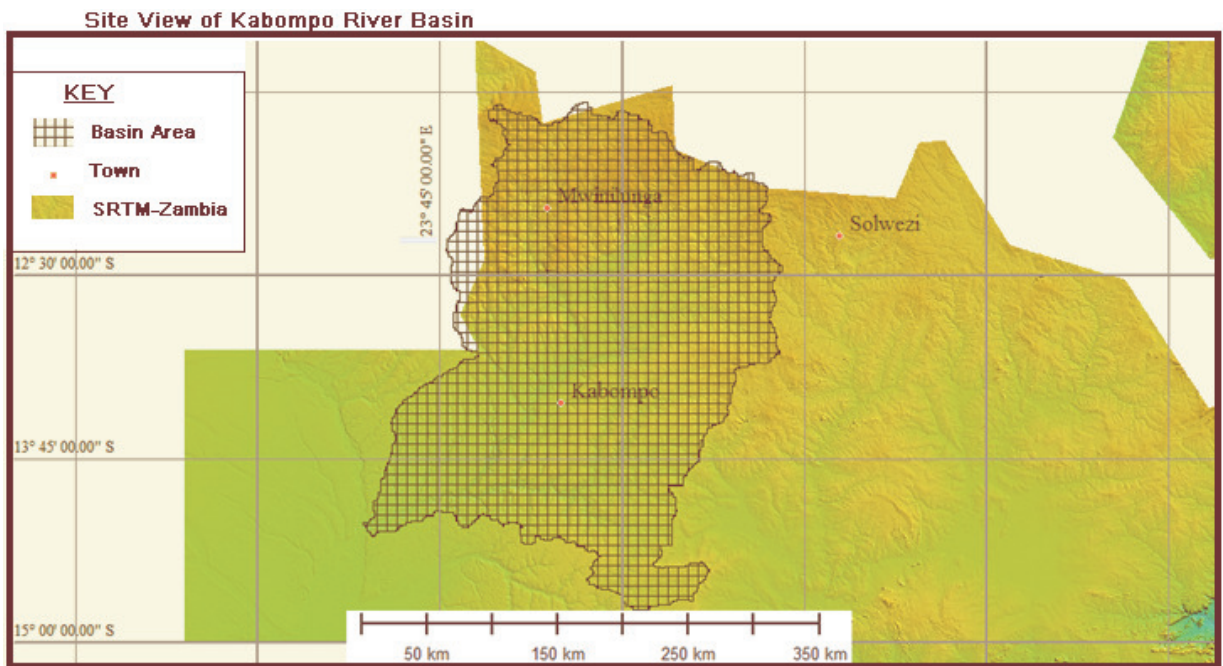 Site View of Kabompo River Basin
KEY
Basin Area
Town
SRTM-Zambia
23° 45' 00.00" E
Mwinilunga
Solwezi
12° 30' 00.00" S
Kabompo
13° 45' 00.00" S
15° 00' 00.00" S
50 km 150 km 250 km 350 km